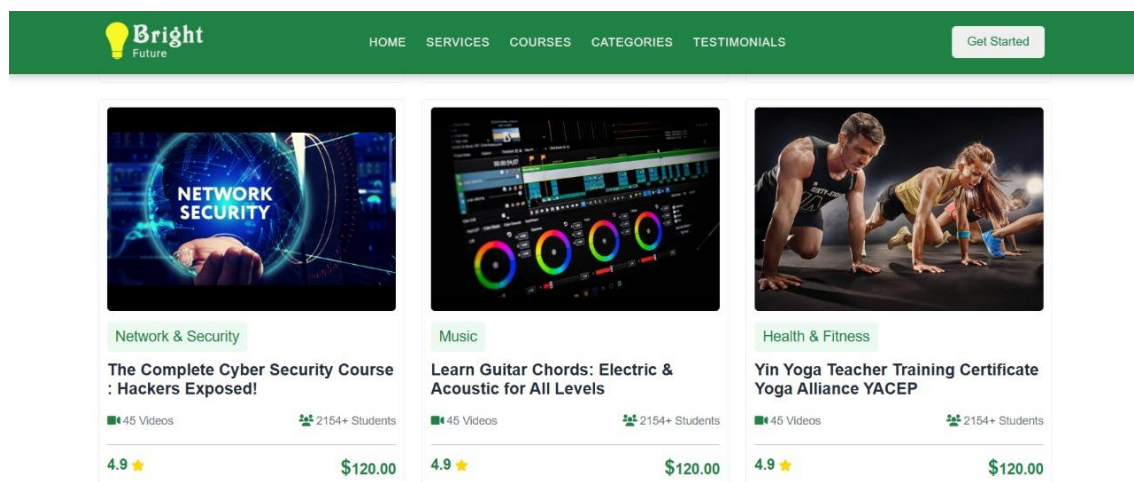 Bright
Future
HOME SERVICES COURSES CATEGORIES TESTIMONIALS
Get Started
NETWORK
SECURITY
Network & Security
The Complete Cyber Security Course
: Hackers Exposed!
45 Videos
2154+ Students
4.9
$120.00
Music
Learn Guitar Chords: Electric &
Acoustic for All Levels
45 Videos
2154+ Students
4.9
$120.00
Health & Fitness
Yin Yoga Teacher Training Certificate
Yoga Alliance YACEP
45 Videos
2154+ Students
4.9
$120.00